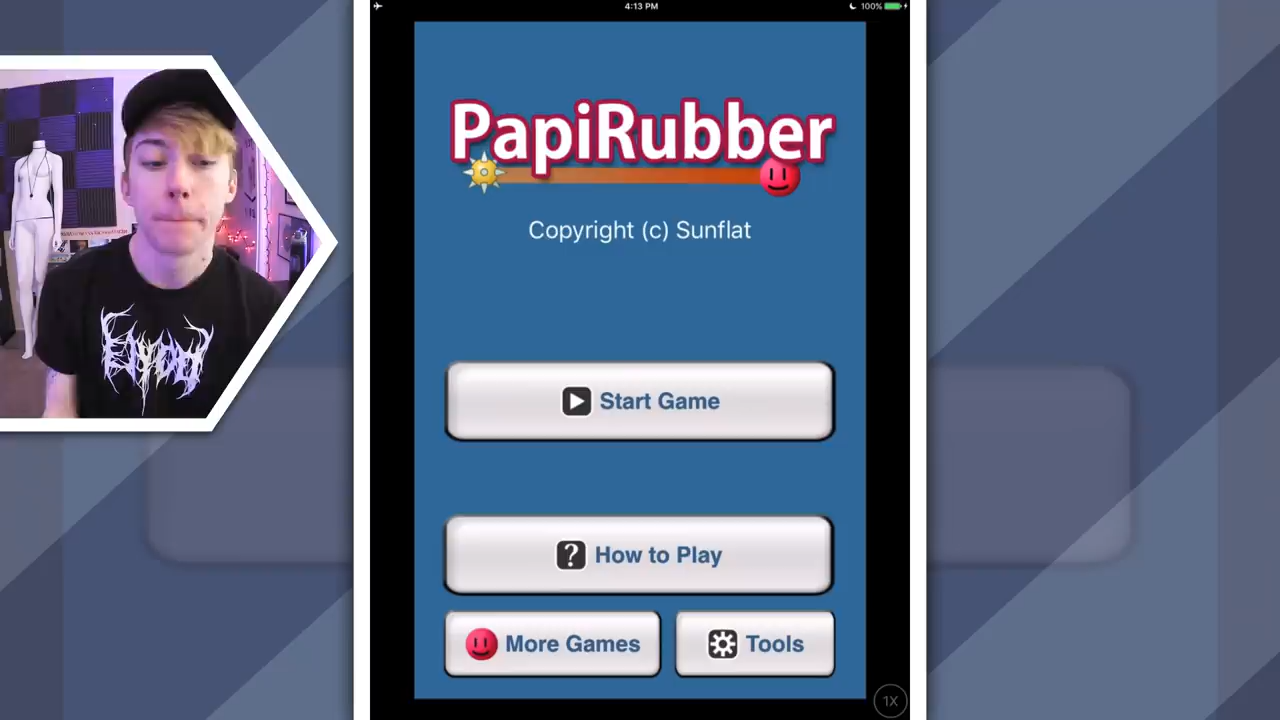 4:13 PM
100%
PapiRubber
Copyright (c) Sunflat
Start Game
? How to Play
More Games
Tools
1X